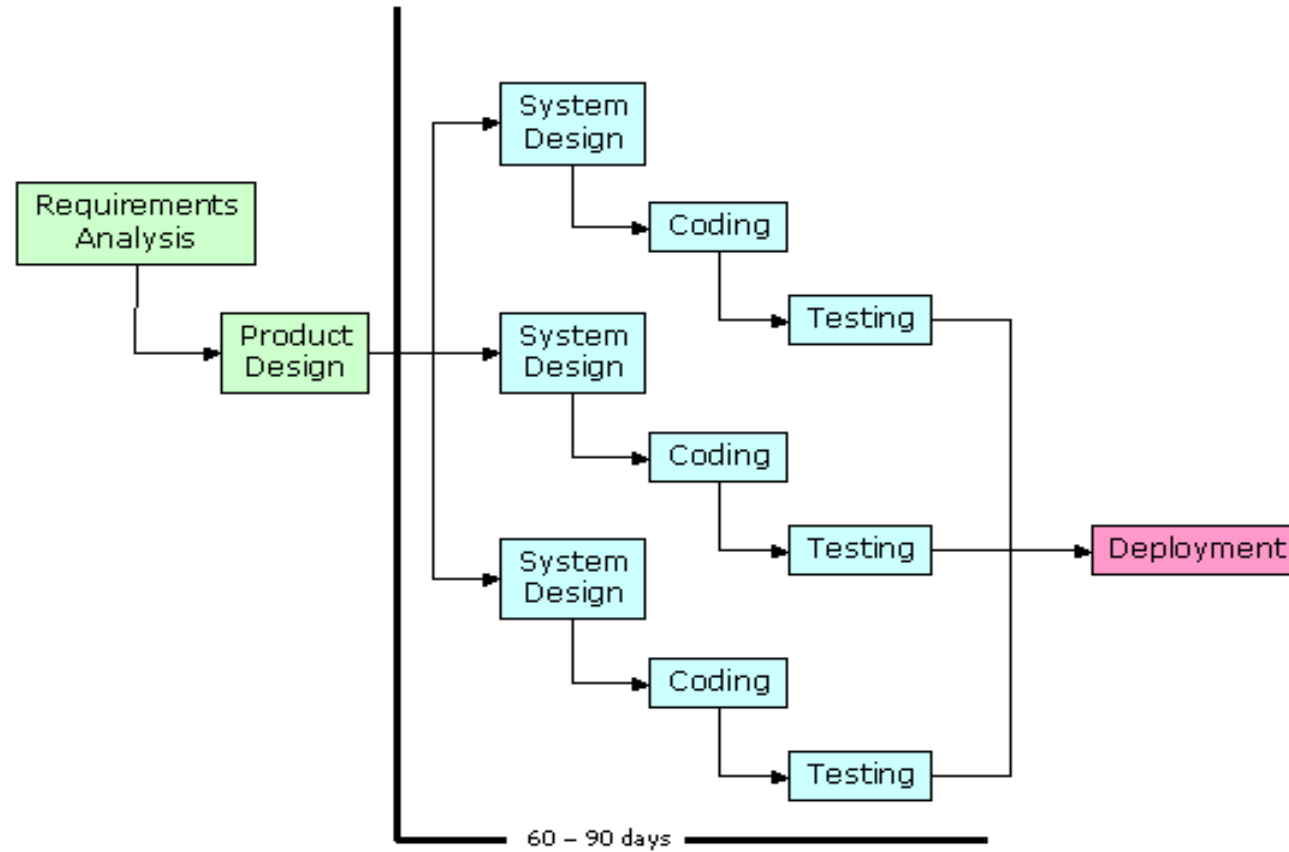 System
Design
Requirements
Analysis
Coding
Testing
Product
Design
System
Design
Coding
Testing
Deployment
System
Design
Coding
Testing
60 – 90 days